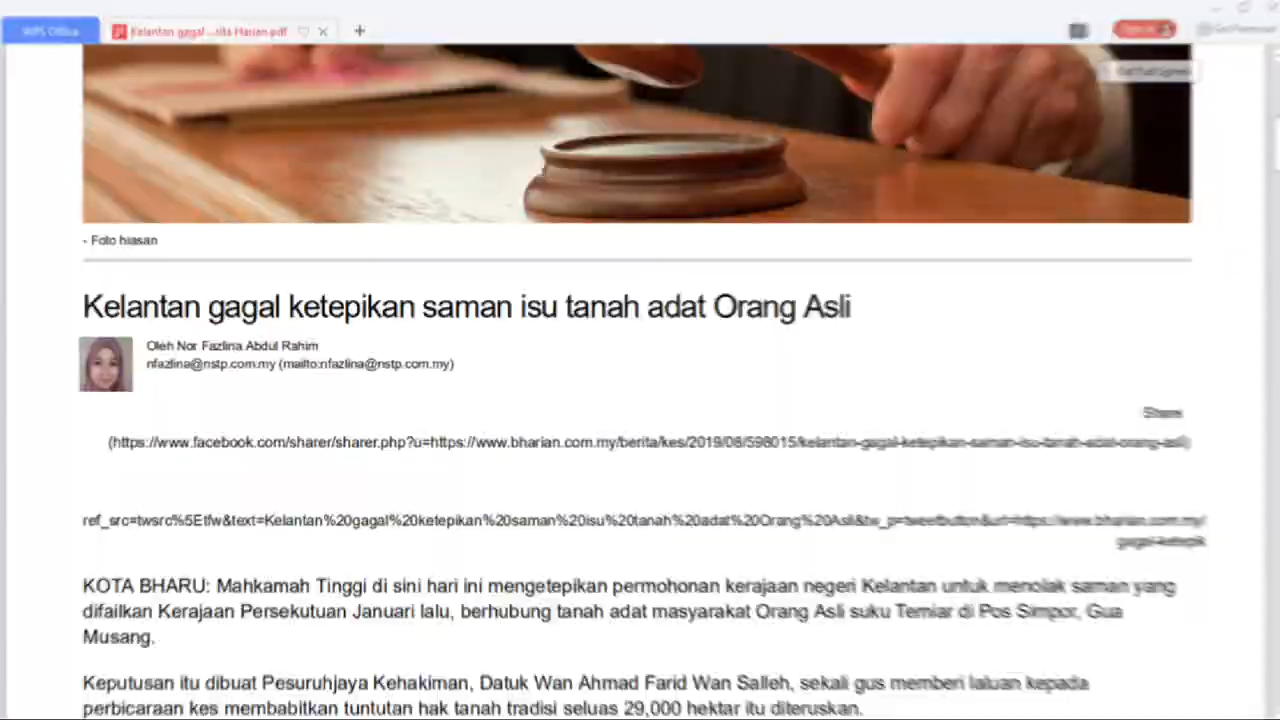 WPS Office
Kelantan gagal ...rita Harian.pdf
- Foto hiasan
Kelantan gagal ketepikan saman isu tanah adat Orang Asli
Oleh Nor Fazlina Abdul Rahim
nfazlina@nstp.com.my (mailto:nfazlina@nstp.com.my)
Share
(https://www.facebook.com/sharer/sharer.php?u=https://www.bharian.com.my/berita/kes/2019/08/598015/kelantan-gagal-ketepikan-saman-isu-tanah-adat-orang-asli)
ref_src=twsrc%5Etfw&text=Kelantan%20gagal%20ketepikan%20saman%20isu%20tanah%20adat%20Orang%20Asli&tw_p=tweetbutton&url=https://www.bharian.com.my/
gagal-ketepik
KOTA BHARU: Mahkamah Tinggi di sini hari ini mengetepikan permohonan kerajaan negeri Kelantan untuk menolak saman yang
difailkan Kerajaan Persekutuan Januari lalu, berhubung tanah adat masyarakat Orang Asli suku Temiar di Pos Simpor, Gua
Musang.
Keputusan itu dibuat Pesuruhjaya Kehakiman, Datuk Wan Ahmad Farid Wan Salleh, sekali gus memberi laluan kepada
perbicaraan kes membabitkan tuntutan hak tanah tradisi seluas 29,000 hektar itu diteruskan.